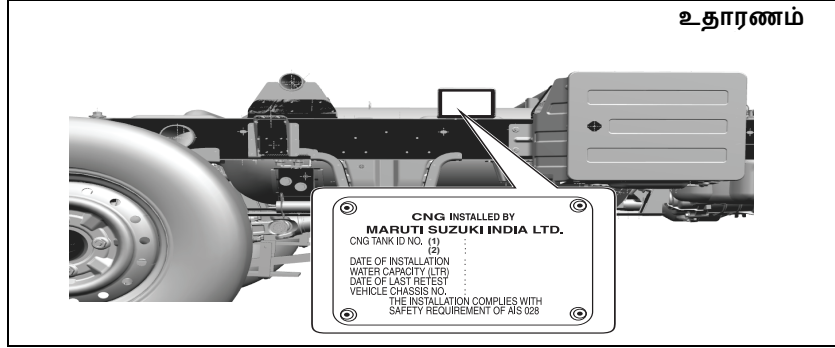 உதாரணம்
CNG INSTALLED BY
MARUTI SUZUKI INDIA LTD.
CNG TANK ID NO. (1) :
(2) :
DATE OF INSTALLATION :
WATER CAPACITY (LTR) :
DATE OF LAST RETEST :
VEHICLE CHASSIS NO. :
THE INSTALLATION COMPLIES WITH
SAFETY REQUIREMENT OF AIS 028